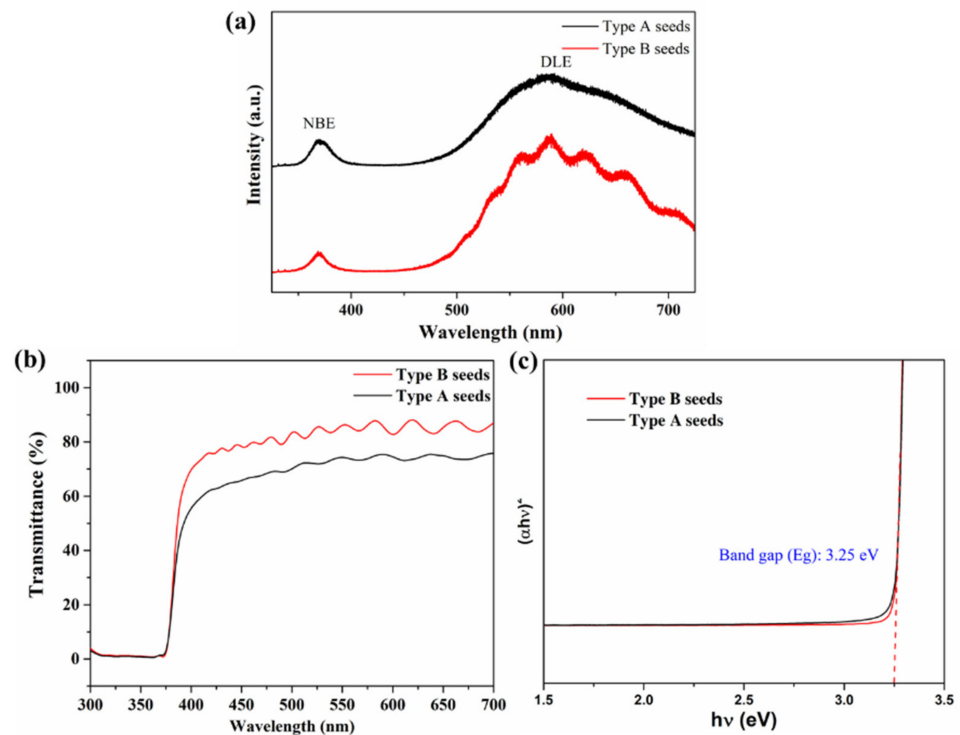 (a)
Type A seeds
Type B seeds
NBE
DLE
Intensity (a.u.)
400
500
600
700
Wavelength (nm)
(b)
Type B seeds
Type A seeds
100
80
60
40
20
0
Transmittance (%)
300
350
400
450
500
550
600
650
700
Wavelength (nm)
(c)
Type B seeds
Type A seeds
Band gap (Eg): 3.25 eV
1.5
2.0
2.5
3.0
3.5
hν (eV)